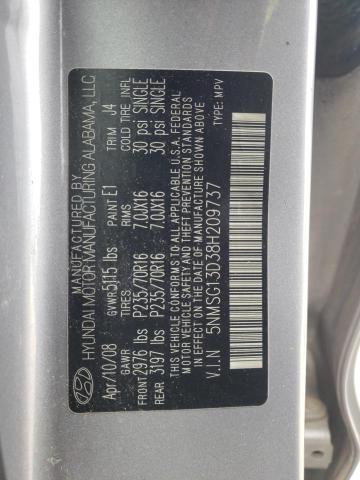 MANUFACTURED BY
HYUNDAI MOTOR MANUFACTURING ALABAMA, LLC
Apr/10/08 GVWR 5115 lbs PAINT E1 TRIM J4
GAWR TIRES RIMS COLD TIRE INFL
FRONT 2976 lbs P235/70R16 7.0JX16 30 psi SINGLE
REAR 3197 lbs P235/70R16 7.0JX16 30 psi SINGLE
THIS VEHICLE CONFORMS TO ALL APPLICABLE U.S.A. FEDERAL
MOTOR VEHICLE SAFETY AND THEFT PREVENTION STANDARDS
IN EFFECT ON THE DATE OF MANUFACTURE SHOWN ABOVE
V.I.N 5NMSG13D38H209737 TYPE: MPV